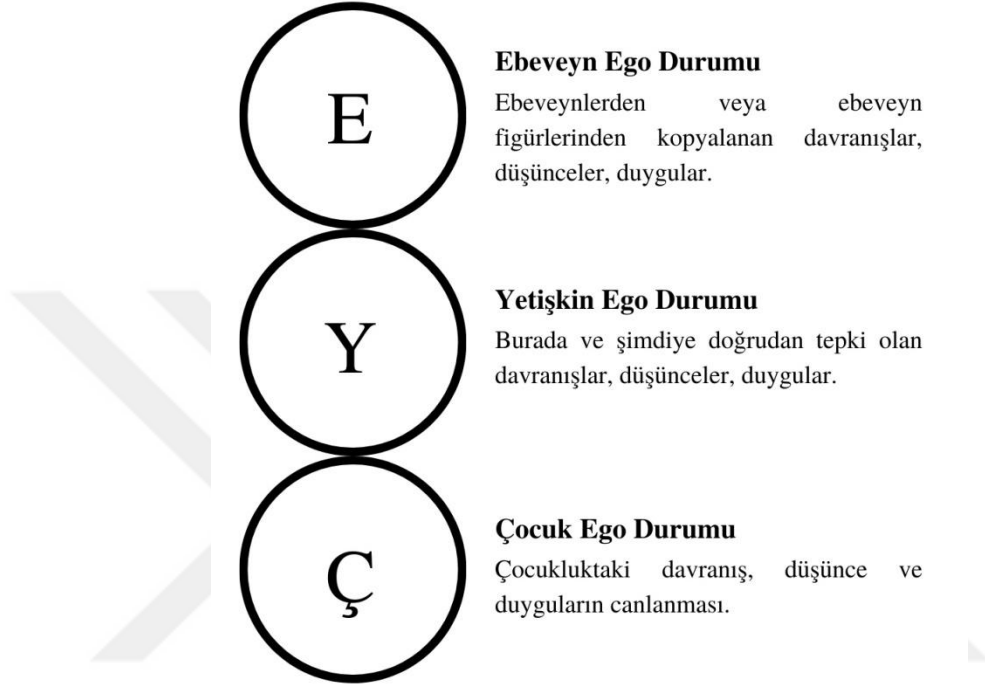 E
Ebeveyn Ego Durumu
Ebeveynlerden veya ebeveyn
figürlerinden kopyalanan davranışlar,
düşünceler, duygular.
Y
Yetişkin Ego Durumu
Burada ve şimdiye doğrudan tepki olan
davranışlar, düşünceler, duygular.
Ç
Çocuk Ego Durumu
Çocukluktaki davranış, düşünce ve
duyguların canlanması.